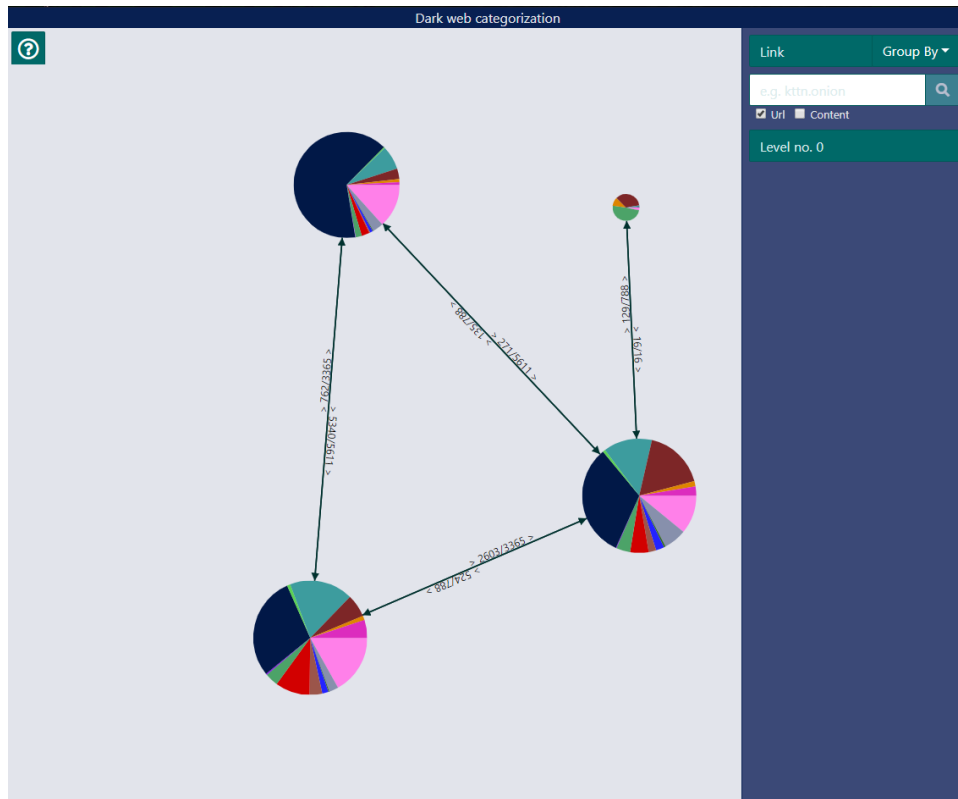 Dark web categorization
Link
Group By
e.g. kttn.onion
Url
Content
Level no. 0
> 129/788 >
> 16/16 >
< 135/788 <
> 271/5611 >
< 762/3365 <
> 5340/5611 >
> 2603/3365 >
< 524/788 <